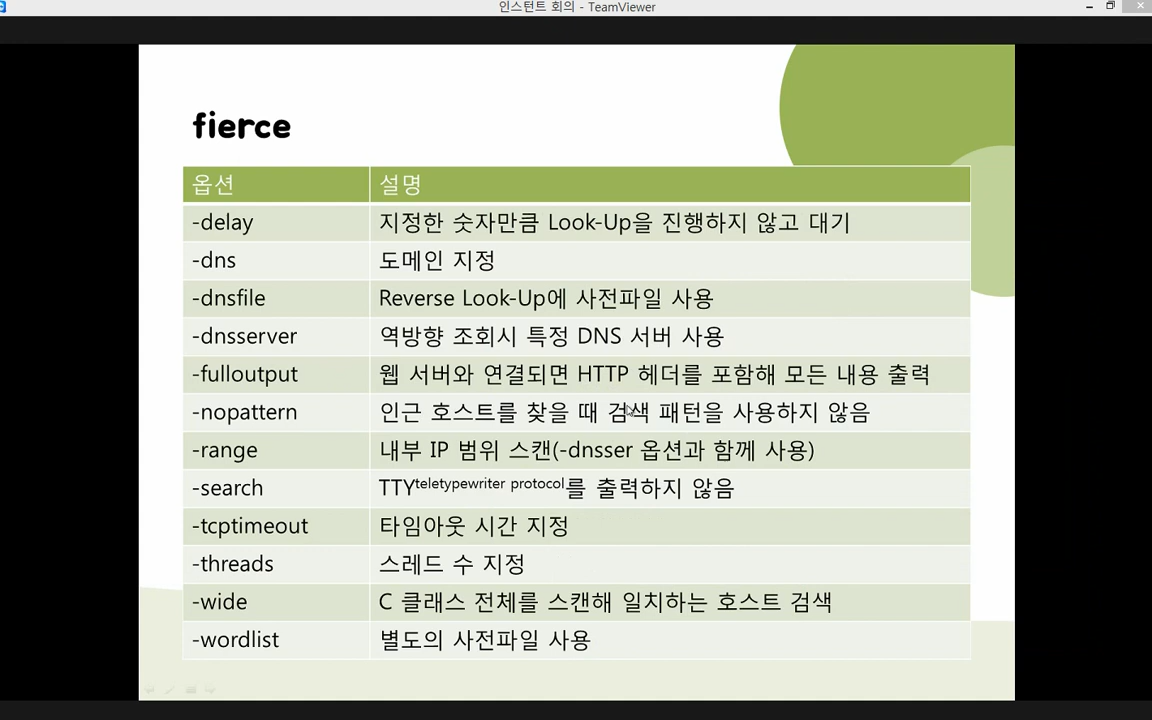 인스턴트 회의 - TeamViewer
fierce
옵션 설명
-delay 지정한 숫자만큼 Look-Up을 진행하지 않고 대기
-dns 도메인 지정
-dnsfile Reverse Look-Up에 사전파일 사용
-dnsserver 역방향 조회시 특정 DNS 서버 사용
-fulloutput 웹 서버와 연결되면 HTTP 헤더를 포함해 모든 내용 출력
-nopattern 인근 호스트를 찾을 때 검색 패턴을 사용하지 않음
-range 내부 IP 범위 스캔(-dnsser 옵션과 함께 사용)
-search TTYteletypewriter protocol를 출력하지 않음
-tcptimeout 타임아웃 시간 지정
-threads 스레드 수 지정
-wide C 클래스 전체를 스캔해 일치하는 호스트 검색
-wordlist 별도의 사전파일 사용